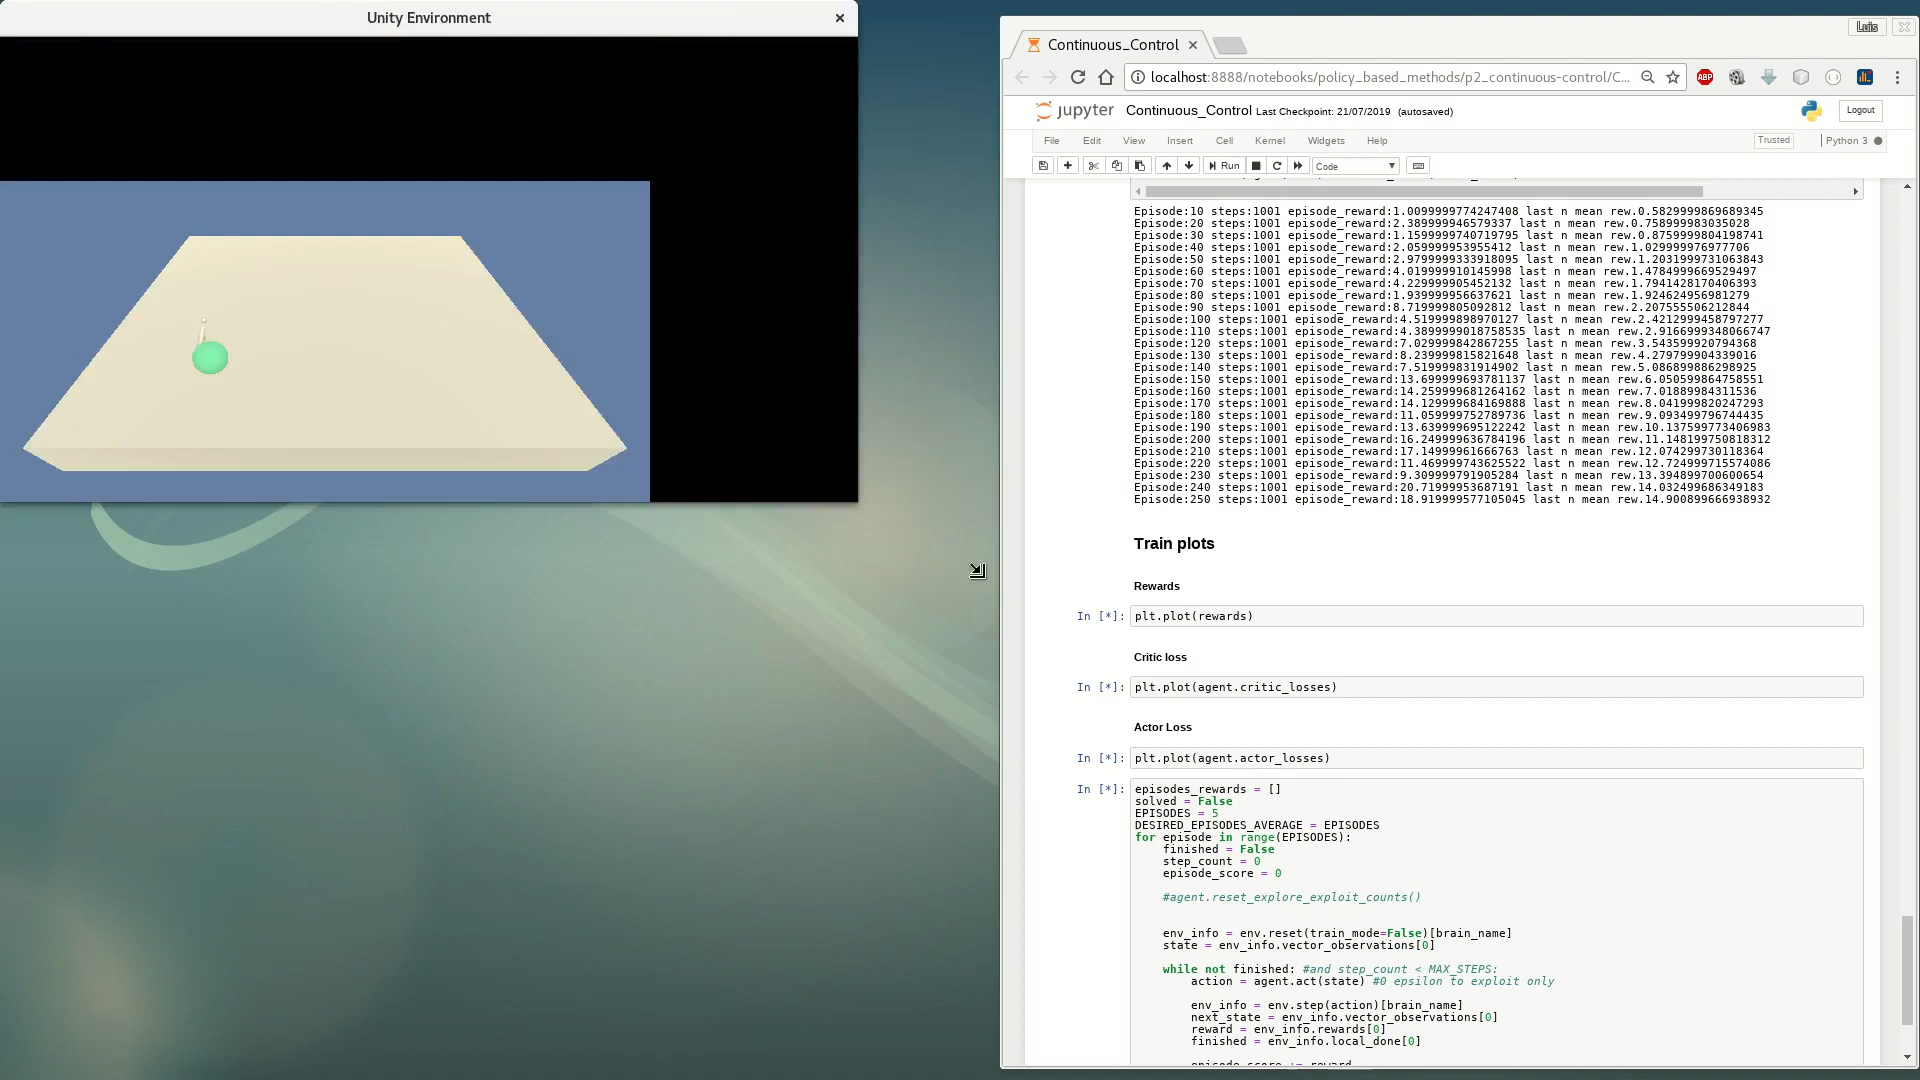 Unity Environment
Luis
Continuous_Control
localhost:8888/notebooks/policy_based_methods/p2_continuous-control/C...
ABP
jupyter Continuous_Control Last Checkpoint: 21/07/2019 (autosaved)
Logout
File Edit View Insert Cell Kernel Widgets Help
Trusted
Python 3
Run
Code
Episode:10 steps:1001 episode_reward:1.0099999774247408 last n mean rew.0.5829999869689345
Episode:20 steps:1001 episode_reward:2.389999946579337 last n mean rew.0.758999983035028
Episode:30 steps:1001 episode_reward:1.1599999740719795 last n mean rew.0.8759999804198741
Episode:40 steps:1001 episode_reward:2.059999953955412 last n mean rew.1.029999976977706
Episode:50 steps:1001 episode_reward:2.9799999333918095 last n mean rew.1.2031999731063843
Episode:60 steps:1001 episode_reward:4.019999910145998 last n mean rew.1.4784999669529497
Episode:70 steps:1001 episode_reward:4.229999905452132 last n mean rew.1.7941428170406393
Episode:80 steps:1001 episode_reward:1.939999956637621 last n mean rew.1.924624956981279
Episode:90 steps:1001 episode_reward:8.719999805092812 last n mean rew.2.207555506212844
Episode:100 steps:1001 episode_reward:4.519999898970127 last n mean rew.2.421299945879727​7
Episode:110 steps:1001 episode_reward:4.3899999018758535 last n mean rew.2.9166999348066747
Episode:120 steps:1001 episode_reward:7.029999842867255 last n mean rew.3.543599920794368
Episode:130 steps:1001 episode_reward:8.239999815821648 last n mean rew.4.279799904339016
Episode:140 steps:1001 episode_reward:7.519999831914902 last n mean rew.5.086899886298925
Episode:150 steps:1001 episode_reward:13.699999693781137 last n mean rew.6.050599864758551
Episode:160 steps:1001 episode_reward:14.259999681264162 last n mean rew.7.01889984311536
Episode:170 steps:1001 episode_reward:14.129999684169888 last n mean rew.8.041999820247293
Episode:180 steps:1001 episode_reward:11.059999752789736 last n mean rew.9.093499796744435
Episode:190 steps:1001 episode_reward:13.639999695122242 last n mean rew.10.137599773406983
Episode:200 steps:1001 episode_reward:16.249999636784196 last n mean rew.11.148199750818312
Episode:210 steps:1001 episode_reward:17.14999961666763 last n mean rew.12.074299730118364
Episode:220 steps:1001 episode_reward:11.469999743625522 last n mean rew.12.724999715574086
Episode:230 steps:1001 episode_reward:9.309999791905284 last n mean rew.13.394899700600654
Episode:240 steps:1001 episode_reward:20.71999953687191 last n mean rew.14.032499686349183
Episode:250 steps:1001 episode_reward:18.919999577105045 last n mean rew.14.900899666938932
Train plots
Rewards
In [*]: plt.plot(rewards)
Critic loss
In [*]: plt.plot(agent.critic_losses)
Actor Loss
In [*]: plt.plot(agent.actor_losses)
In [*]: episodes_rewards = []
solved = False
EPISODES = 5
DESIRED_EPISODES_AVERAGE = EPISODES
for episode in range(EPISODES):
finished = False
step_count = 0
episode_score = 0
#agent.reset_explore_exploit_counts()
env_info = env.reset(train_mode=False)[brain_name]
state = env_info.vector_observations[0]
while not finished: #and step_count < MAX_STEPS:
action = agent.act(state) #0 epsilon to exploit only
env_info = env.step(action)[brain_name]
next_state = env_info.vector_observations[0]
reward = env_info.rewards[0]
finished = env_info.local_done[0]
episode_score += reward